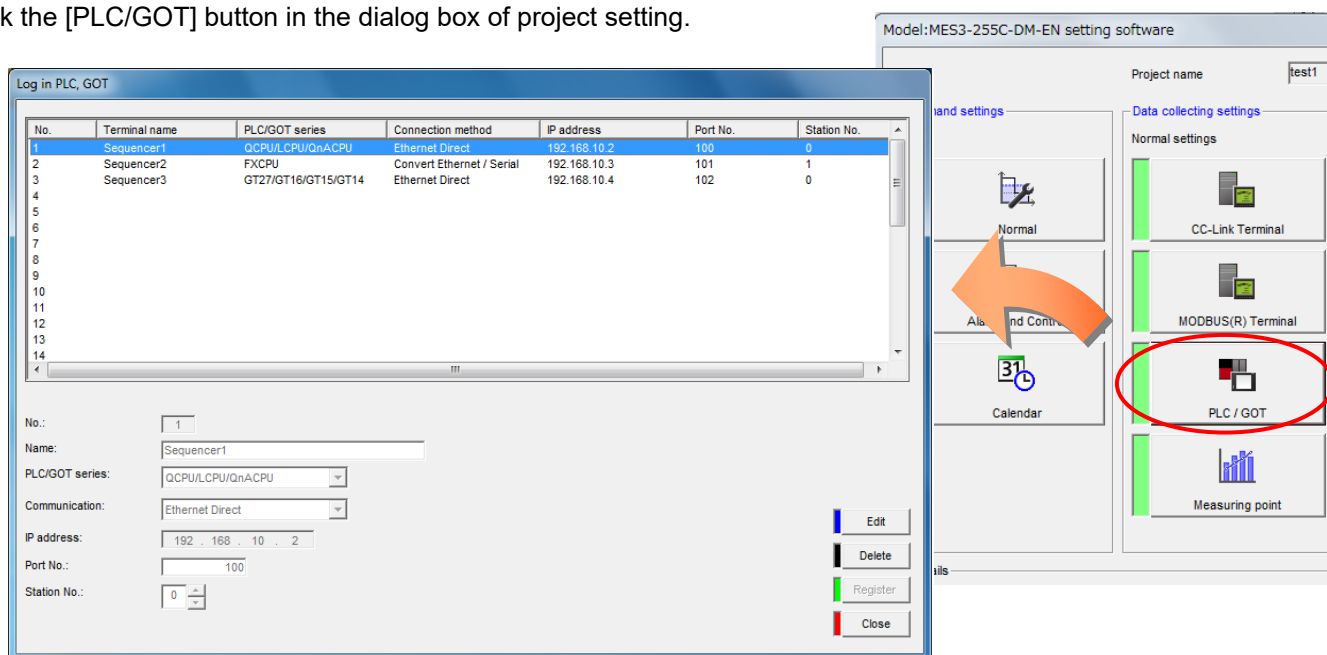 k the [PLC/GOT] button in the dialog box of project setting.
Model:MES3-255C-DM-EN setting software
Project name test1
and settings
Data collecting settings
Normal settings
Normal
CC-Link Terminal
MODBUS(R) Terminal
31
Calendar
PLC / GOT
Measuring point
ails
Log in PLC, GOT
No. Terminal name PLC/GOT series Connection method IP address Port No. Station No.
1 Sequencer1 QCPU/LCPU/QnACPU Ethernet Direct 192.168.10.2 100 0
2 Sequencer2 FXCPU Convert Ethernet / Serial 192.168.10.3 101 1
3 Sequencer3 GT27/GT16/GT15/GT14 Ethernet Direct 192.168.10.4 102 0
4
5
6
7
8
9
10
11
12
13
14
No.: 1
Name: Sequencer1
PLC/GOT series: QCPU/LCPU/QnACPU
Communication: Ethernet Direct
IP address: 192 . 168 . 10 . 2
Port No.: 100
Station No.: 0
Edit
Delete
Register
Close